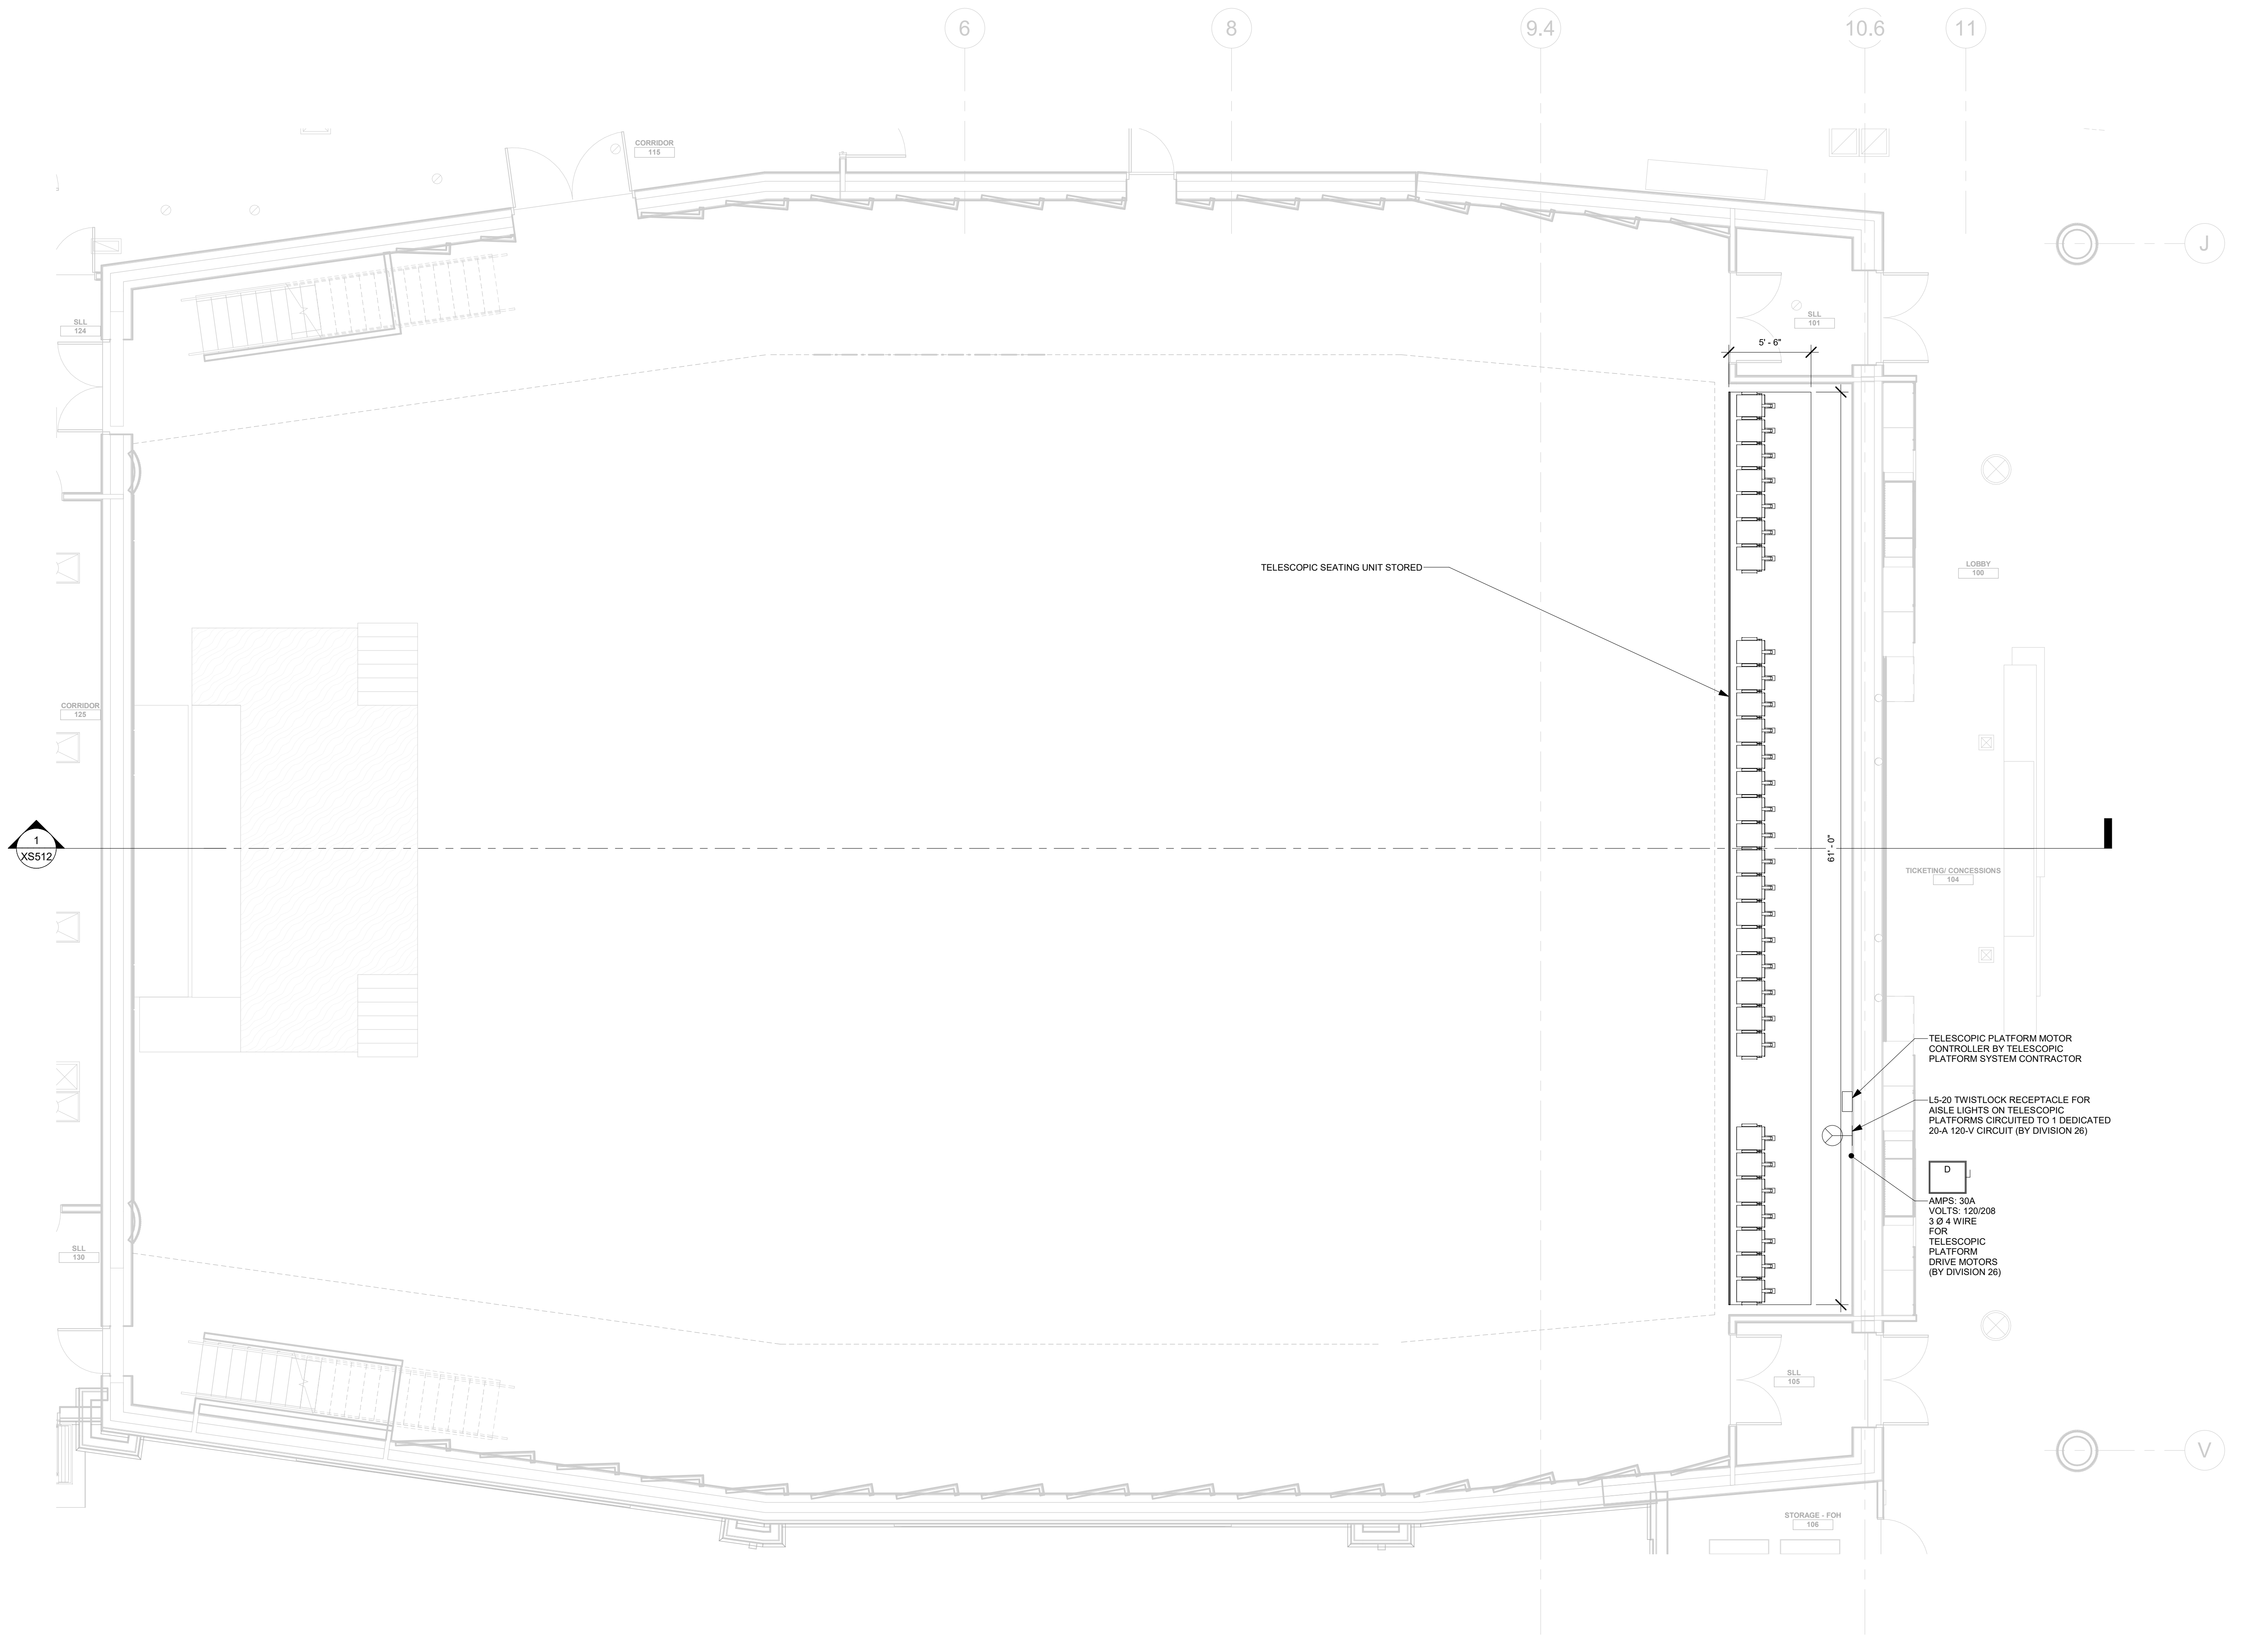 6
8
9.4
10.6
11
CORRIDOR
115
J
SLL
124
SLL
101
5' - 6"
TELESCOPIC SEATING UNIT STORED
LOBBY
100
CORRIDOR
125
1
XS512
61' - 0"
TICKETING/ CONCESSIONS
104
TELESCOPIC PLATFORM MOTOR
CONTROLLER BY TELESCOPIC
PLATFORM SYSTEM CONTRACTOR
L5-20 TWISTLOCK RECEPTACLE FOR
AISLE LIGHTS ON TELESCOPIC
PLATFORMS CIRCUITED TO 1 DEDICATED
20-A 120-V CIRCUIT (BY DIVISION 26)
D
J
AMPS: 30A
VOLTS: 120/208
3 Ø 4 WIRE
FOR
TELESCOPIC
PLATFORM
DRIVE MOTORS
(BY DIVISION 26)
SLL
130
SLL
105
V
STORAGE - FOH
106